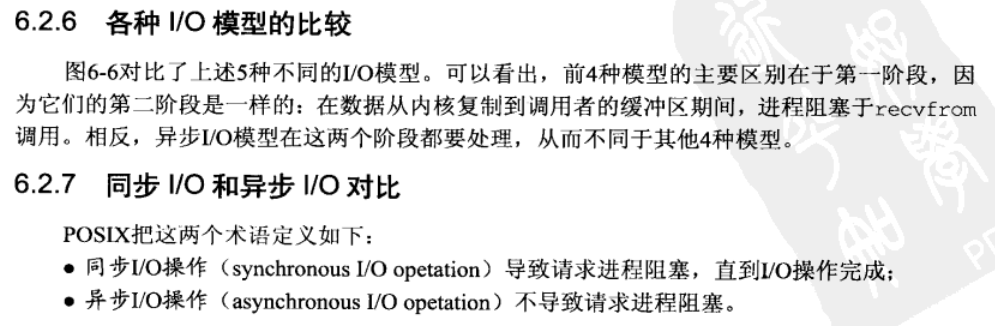 6.2.6 各种 I/O 模型的比较
图6-6对比了上述5种不同的I/O模型。可以看出，前4种模型的主要区别在于第一阶段，因
为它们的第二阶段是一样的：在数据从内核复制到调用者的缓冲区期间，进程阻塞于recvfrom
调用。相反，异步I/O模型在这两个阶段都要处理，从而不同于其他4种模型。
6.2.7 同步 I/O 和异步 I/O 对比
POSIX把这两个术语定义如下：
● 同步I/O操作（synchronous I/O opetation）导致请求进程阻塞，直到I/O操作完成；
● 异步I/O操作（asynchronous I/O opetation）不导致请求进程阻塞。